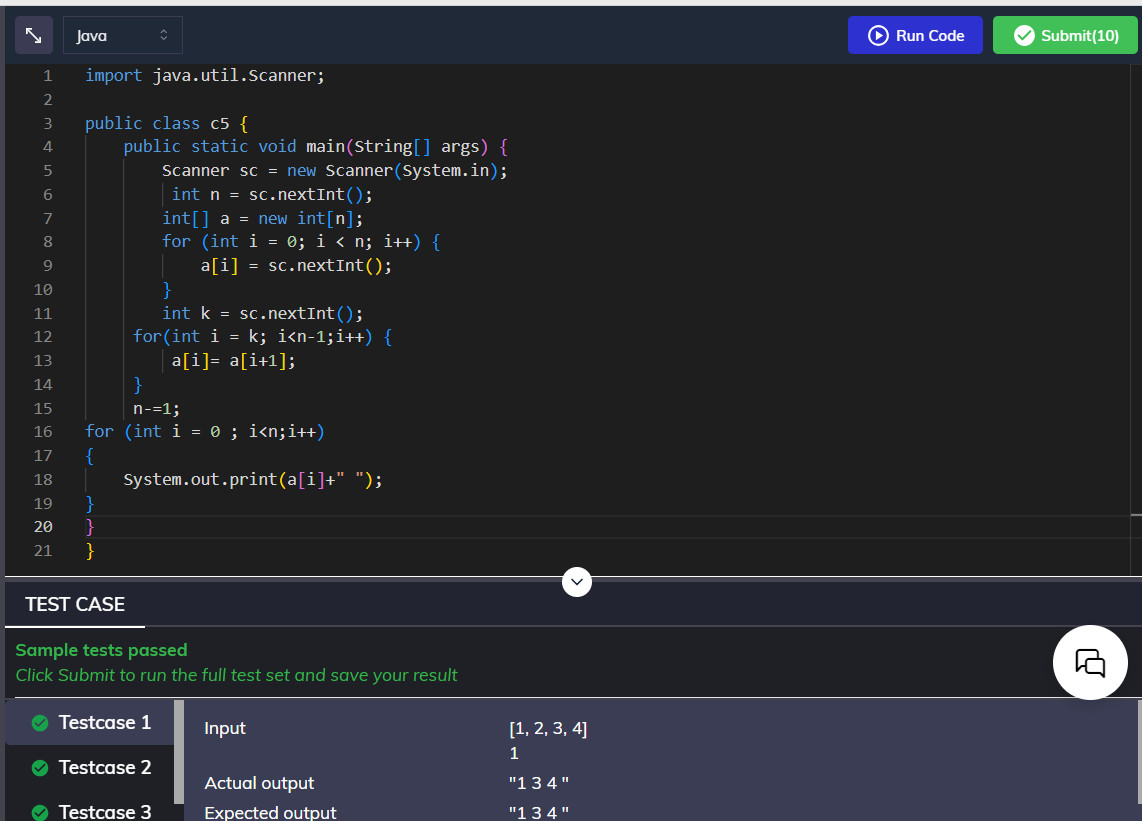 Java
Run Code
Submit(10)
1 import java.util.Scanner;
2
3 public class c5 {
4 public static void main(String[] args) {
5 Scanner sc = new Scanner(System.in);
6 int n = sc.nextInt();
7 int[] a = new int[n];
8 for (int i = 0; i < n; i++) {
9 a[i] = sc.nextInt();
10 }
11 int k = sc.nextInt();
12 for(int i = k; i<n-1;i++) {
13 a[i]= a[i+1];
14 }
15 n-=1;
16 for (int i = 0 ; i<n;i++)
17 {
18 System.out.print(a[i]+" ");
19 }
20 }
21 }
TEST CASE
Sample tests passed
Click Submit to run the full test set and save your result
Testcase 1
Testcase 2
Testcase 3
Input [1, 2, 3, 4]
1
Actual output "1 3 4 "
Expected output "1 3 4 "